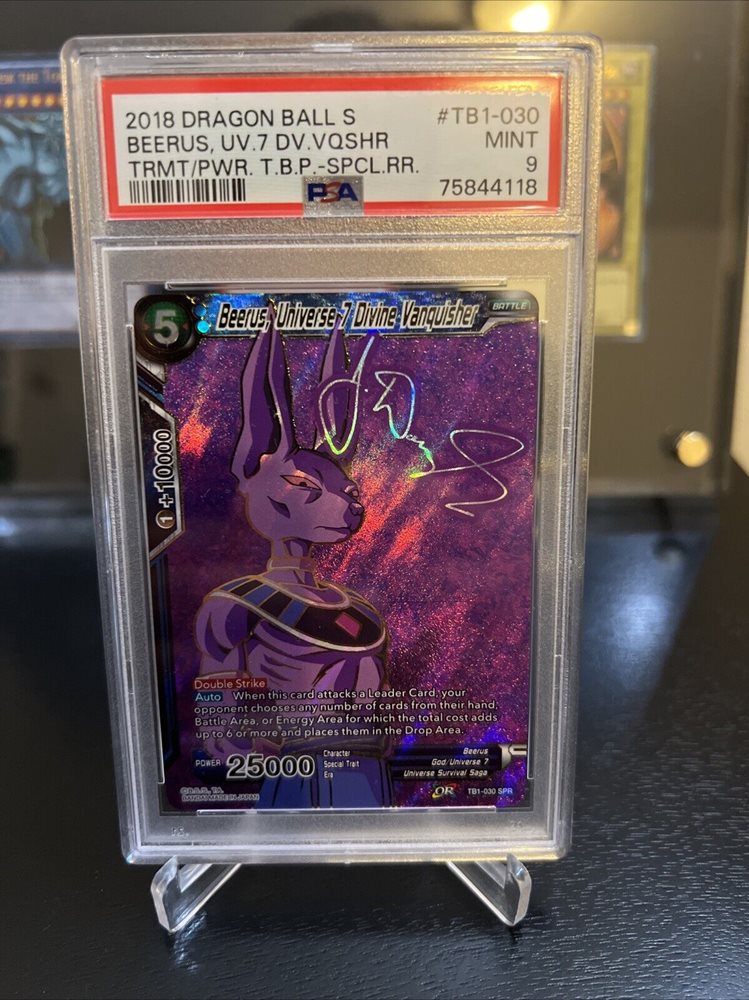 2018 DRAGON BALL S #TB1-030
BEERUS, UV.7 DV.VQSHR MINT
TRMT/PWR. T.B.P.-SPCL.RR. 9
PSA 75844118
5 Beerus, Universe 7 Divine Vanquisher BATTLE
1 +10000
Double Strike
Auto When this card attacks a Leader Card, your
opponent chooses any number of cards from their hand,
Battle Area, or Energy Area for which the total cost adds
up to 6 or more and places them in the Drop Area.
POWER 25000
Character Beerus
Special Trait God/Universe 7
Era Universe Survival Saga
BANDAI MADE IN JAPAN
TB1-030 SPR